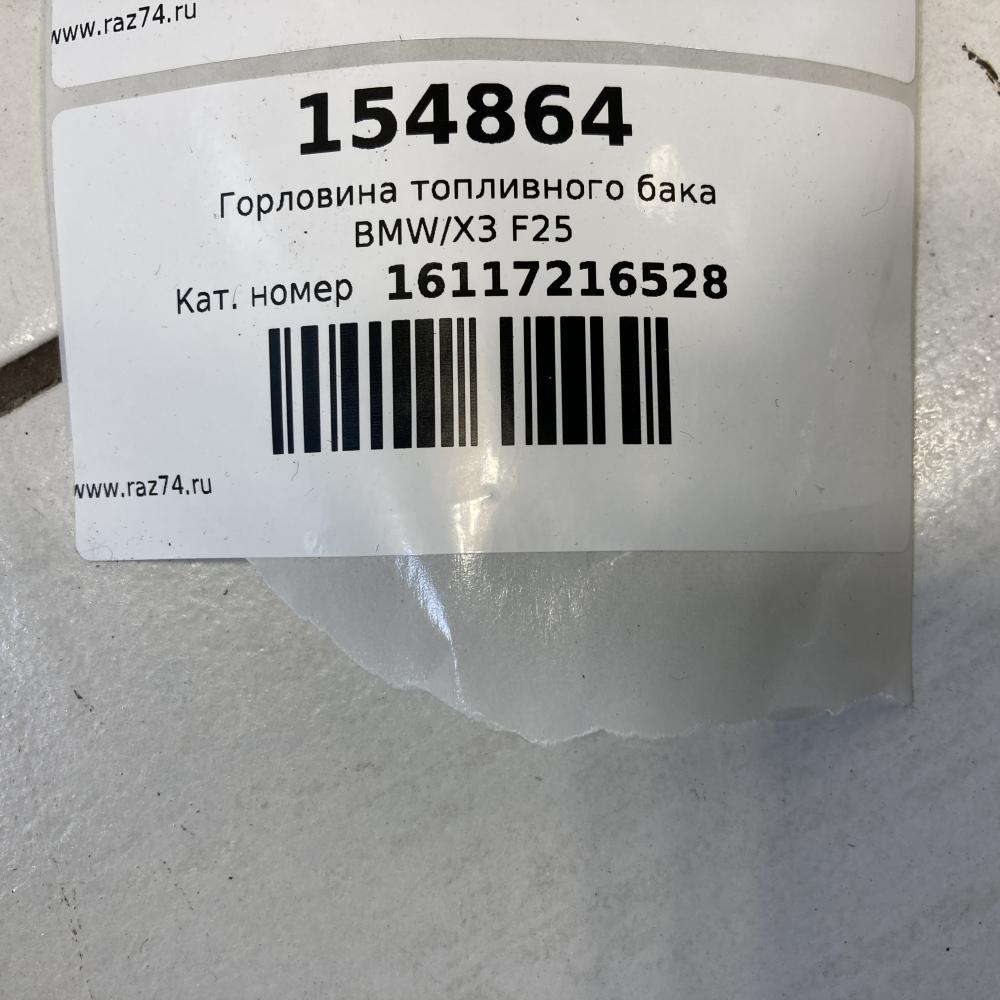 www.raz74.ru
154864
Горловина топливного бака
BMW/X3 F25
Кат. номер 16117216528
www.raz74.ru